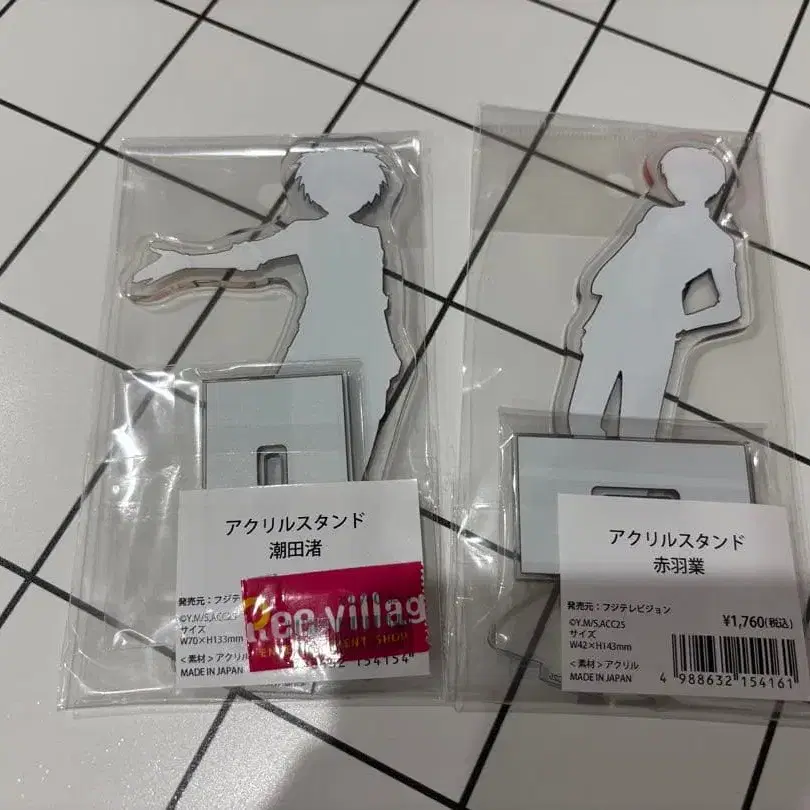 アクリルスタンド
潮田渚
発売元：フジテ
©Y.M/S,ACC25
サイズ
W70×H133mm
<素材>アクリル
MADE IN JAPAN
village
154154
アクリルスタンド
赤羽業
発売元：フジテレビジョン
©Y.M/S,ACC25
¥1,760(税込)
サイズ
W42×H143mm
<素材>アクリル
MADE IN JAPAN
4 988632 154161